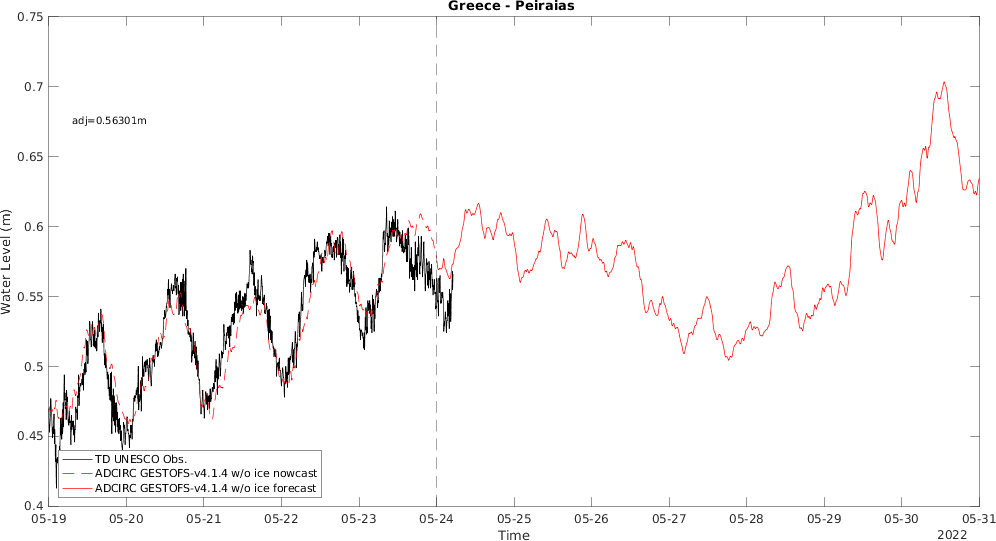 Greece - Peiraias
0.75
0.7
0.65
0.6
0.55
0.5
0.45
0.4
Water Level (m)
adj=0.56301m
TD UNESCO Obs.
ADCIRC GESTOFS-v4.1.4 w/o ice nowcast
ADCIRC GESTOFS-v4.1.4 w/o ice forecast
05-19 05-20 05-21 05-22 05-23 05-24 05-25 05-26 05-27 05-28 05-29 05-30 05-31
Time
2022